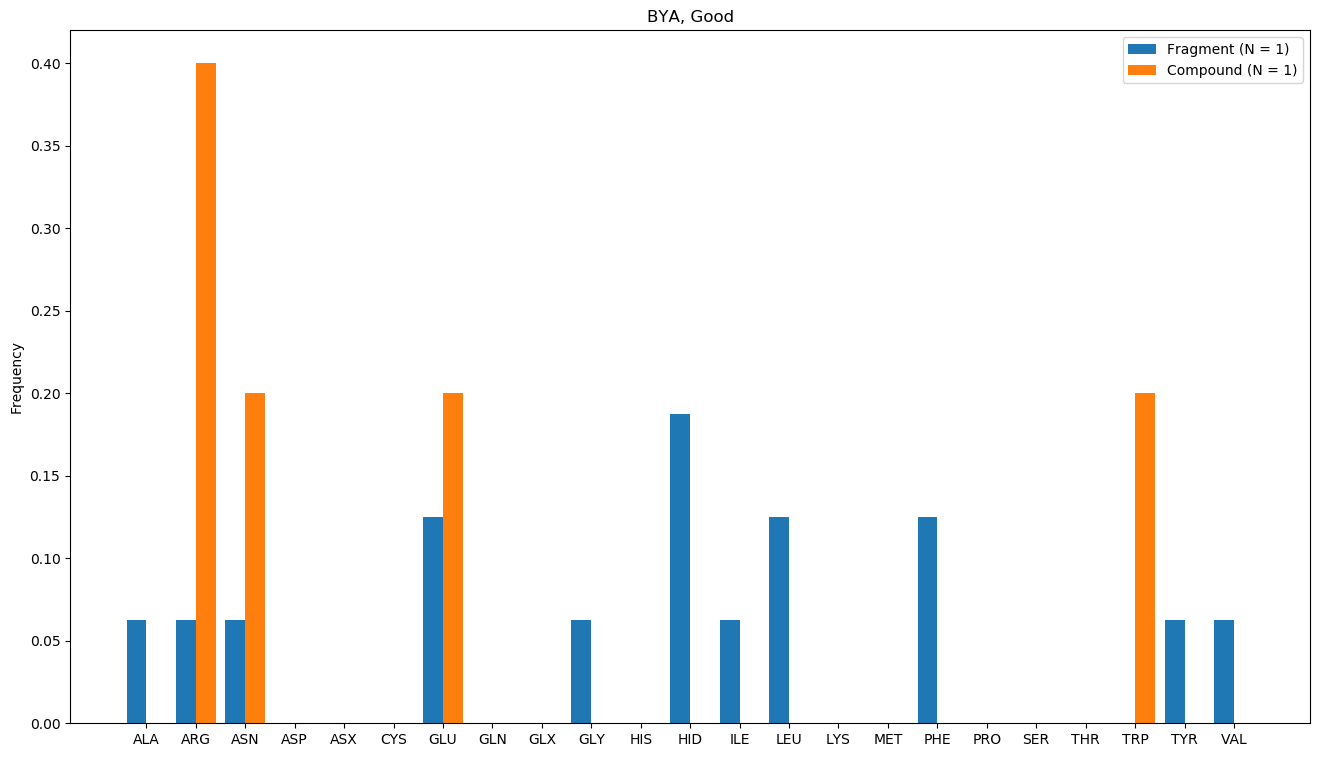 BYA, Good
Fragment (N = 1)
Compound (N = 1)
Frequency
0.40
0.35
0.30
0.25
0.20
0.15
0.10
0.05
0.00
ALA ARG ASN ASP ASX CYS GLU GLN GLX GLY HIS HID ILE LEU LYS MET PHE PRO SER THR TRP TYR VAL